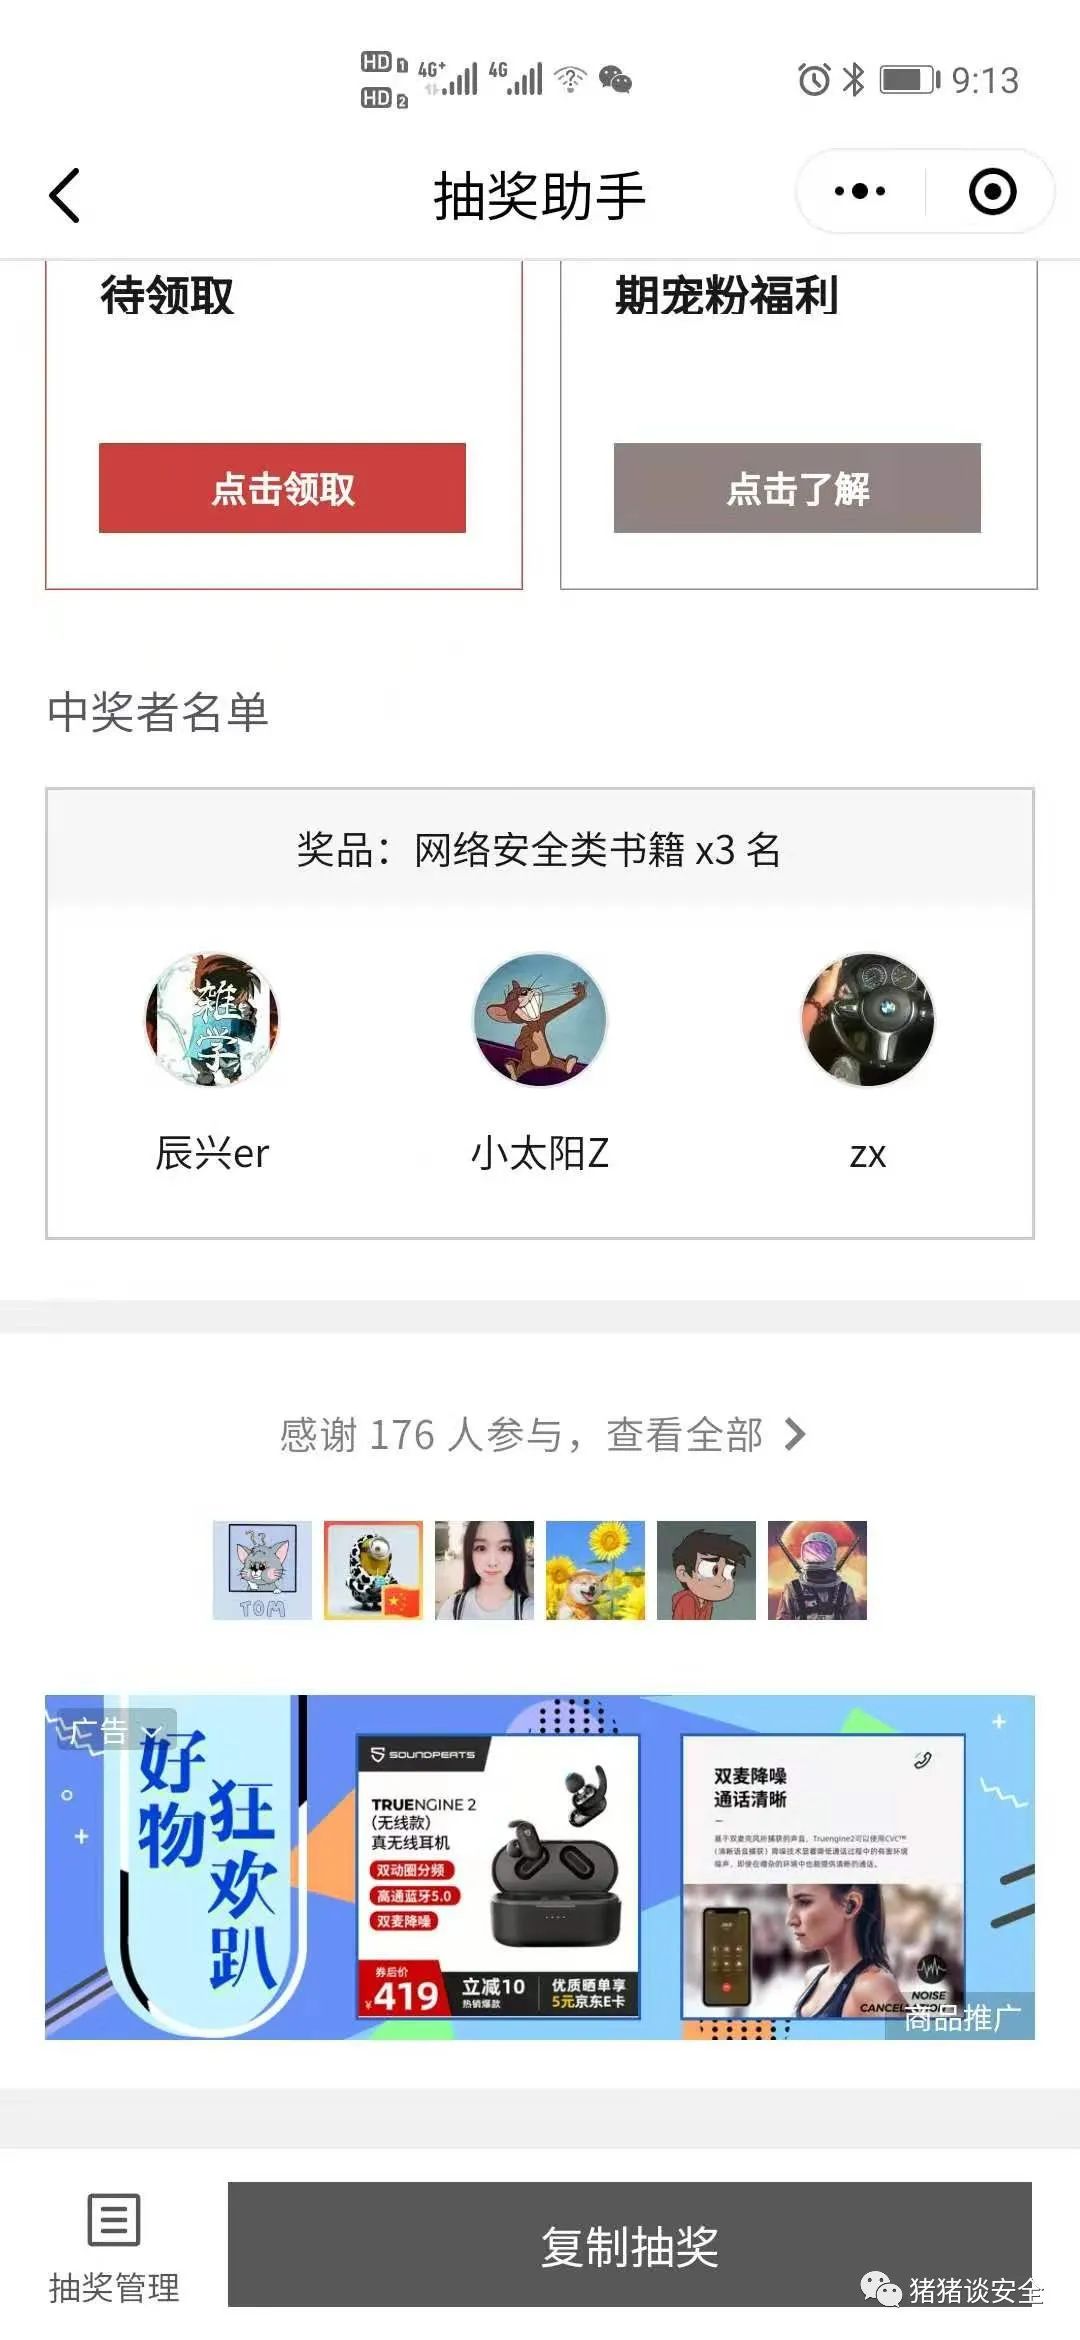 HD 1 4G+ 4G 9:13
HD 2
抽奖助手
待领取
期宠粉福利
点击领取
点击了解
中奖者名单
奖品：网络安全类书籍 x3 名
雑
学
辰兴er
小太阳Z
zx
感谢 176 人参与，查看全部
TOM
广告
好物
狂欢趴
SOUNDPEATS
TRUENGINE 2
（无线款）
真无线耳机
双动圈分频
高通蓝牙5.0
双麦降噪
券后价
¥419
立减10
热销爆款
优质晒单享
5元京东E卡
双麦降噪
通话清晰
NOISE
商品推广
抽奖管理
复制抽奖
猪猪谈安全